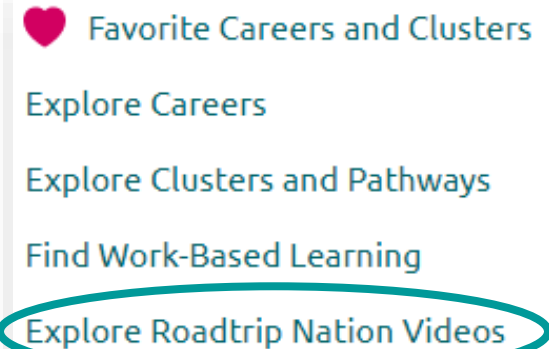 Favorite Careers and Clusters
Explore Careers
Explore Clusters and Pathways
Find Work-Based Learning
Explore Roadtrip Nation Videos